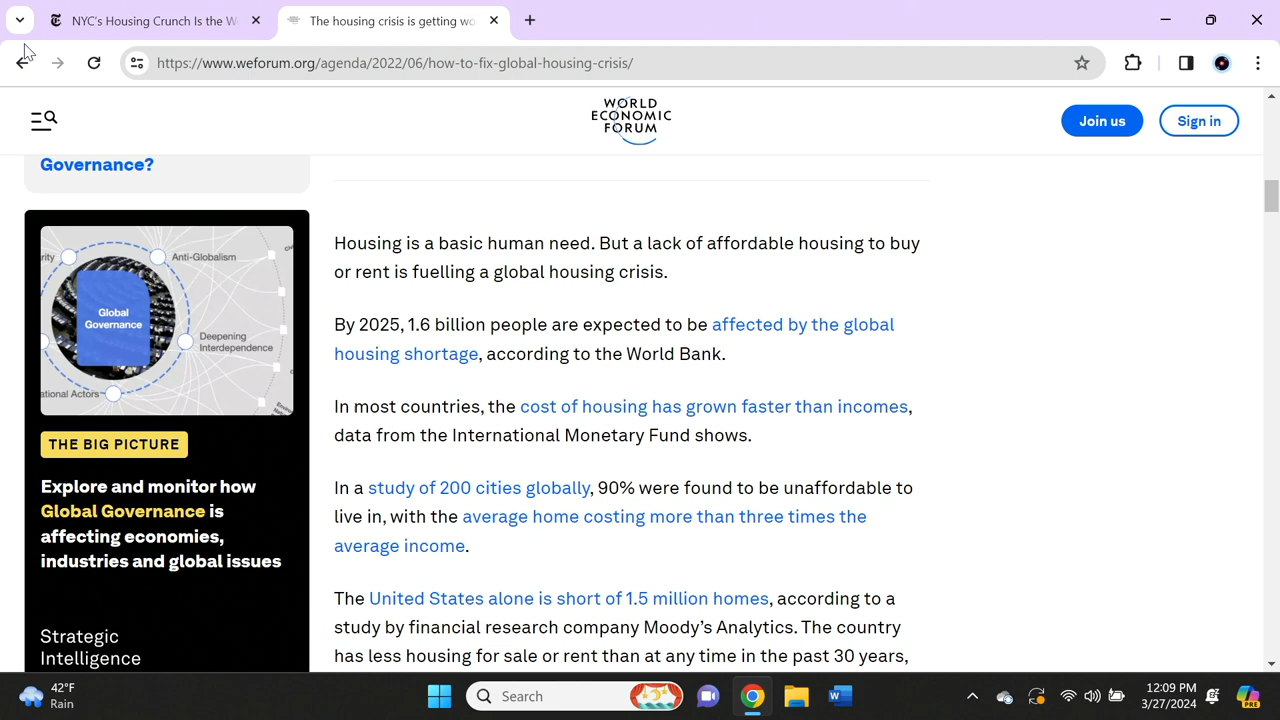 NYC's Housing Crunch Is the W
The housing crisis is getting wo
https://www.weforum.org/agenda/2022/06/how-to-fix-global-housing-crisis/
WORLD
ECONOMIC
FORUM
Join us
Sign in
Governance?
Housing is a basic human need. But a lack of affordable housing to buy
or rent is fuelling a global housing crisis.
By 2025, 1.6 billion people are expected to be affected by the global
housing shortage, according to the World Bank.
In most countries, the cost of housing has grown faster than incomes,
data from the International Monetary Fund shows.
In a study of 200 cities globally, 90% were found to be unaffordable to
live in, with the average home costing more than three times the
average income.
The United States alone is short of 1.5 million homes, according to a
study by financial research company Moody's Analytics. The country
has less housing for sale or rent than at any time in the past 30 years,
rity
Anti-Globalism
Global
Governance
Deepening
Interdependence
ational Actors
THE BIG PICTURE
Explore and monitor how
Global Governance is
affecting economies,
industries and global issues
Strategic
Intelligence
42°F
Rain
Search
12:09 PM
3/27/2024
PRE